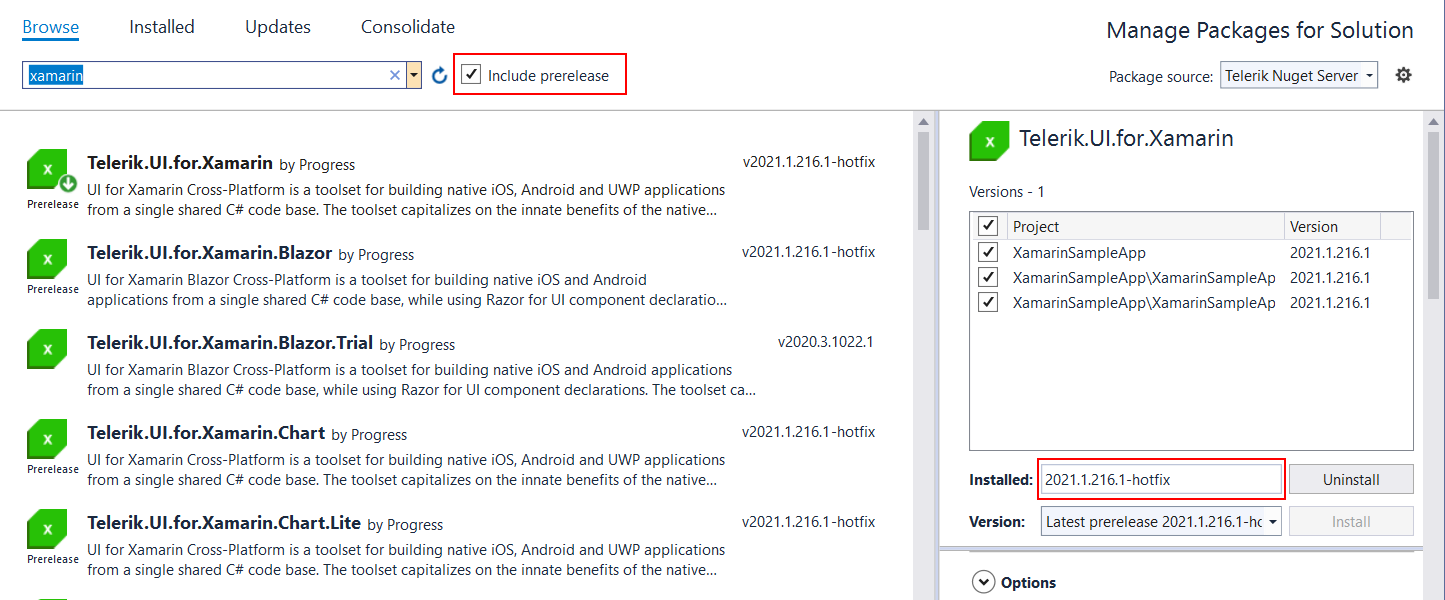 Browse Installed Updates Consolidate
Manage Packages for Solution
xamarin
Include prerelease
Package source: Telerik Nuget Server
X
Prerelease
Telerik.UI.for.Xamarin by Progress
v2021.1.216.1-hotfix
UI for Xamarin Cross-Platform is a toolset for building native iOS, Android and UWP applications
from a single shared C# code base. The toolset capitalizes on the innate benefits of the native...
X
Prerelease
Telerik.UI.for.Xamarin.Blazor by Progress
v2021.1.216.1-hotfix
UI for Xamarin Blazor Cross-Platform is a toolset for building native iOS and Android
applications from a single shared C# code base, while using Razor for UI component declaratio...
X
Telerik.UI.for.Xamarin.Blazor.Trial by Progress
v2020.3.1022.1
UI for Xamarin Blazor Cross-Platform is a toolset for building native iOS and Android applications
from a single shared C# code base, while using Razor for UI component declarations. The toolset ca...
X
Prerelease
Telerik.UI.for.Xamarin.Chart by Progress
v2021.1.216.1-hotfix
UI for Xamarin Cross-Platform is a toolset for building native iOS, Android and UWP applications
from a single shared C# code base. The toolset capitalizes on the innate benefits of the native...
X
Prerelease
Telerik.UI.for.Xamarin.Chart.Lite by Progress
v2021.1.216.1-hotfix
UI for Xamarin Cross-Platform is a toolset for building native iOS, Android and UWP applications
from a single shared C# code base. The toolset capitalizes on the innate benefits of the native...
X
Telerik.UI.for.Xamarin
Versions - 1
Project Version
XamarinSampleApp 2021.1.216.1
XamarinSampleApp\XamarinSampleAp 2021.1.216.1
XamarinSampleApp\XamarinSampleAp 2021.1.216.1
Installed: 2021.1.216.1-hotfix Uninstall
Version: Latest prerelease 2021.1.216.1-hc Install
Options